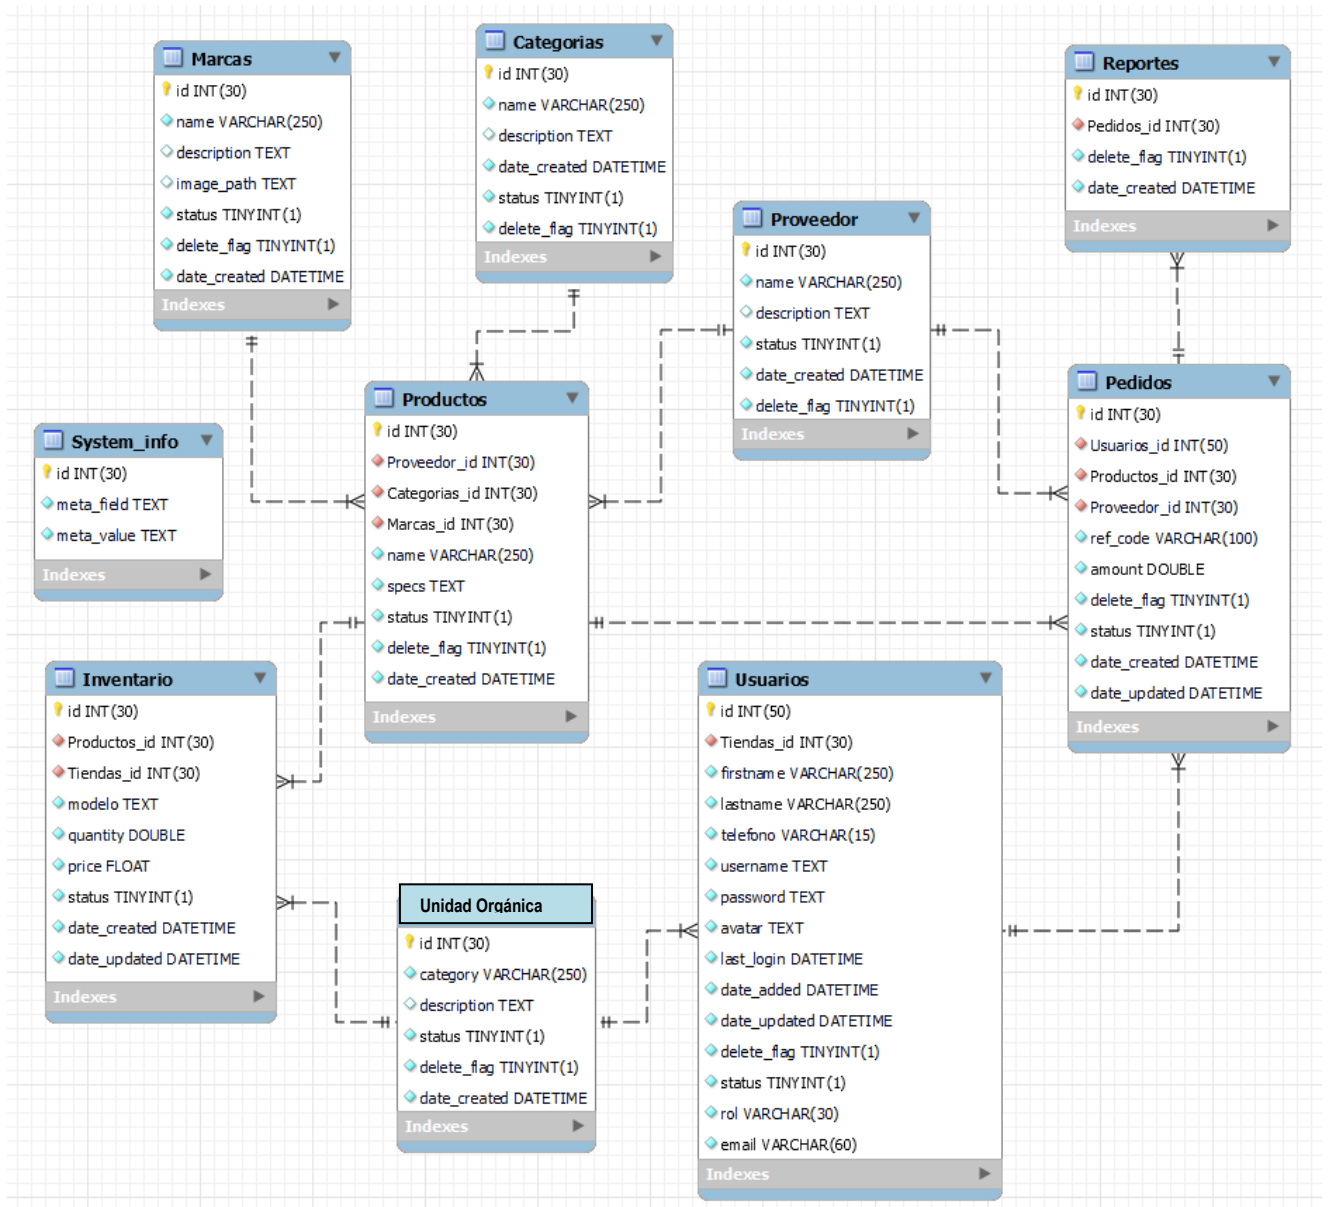 Marcas
id INT(30)
name VARCHAR(250)
description TEXT
image_path TEXT
status TINYINT(1)
delete_flag TINYINT(1)
date_created DATETIME
Indexes
Categorias
id INT(30)
name VARCHAR(250)
description TEXT
date_created DATETIME
status TINYINT(1)
delete_flag TINYINT(1)
Indexes
Proveedor
id INT(30)
name VARCHAR(250)
description TEXT
status TINYINT(1)
date_created DATETIME
delete_flag TINYINT(1)
Indexes
Reportes
id INT(30)
Pedidos_id INT(30)
delete_flag TINYINT(1)
date_created DATETIME
Indexes
System_info
id INT(30)
meta_field TEXT
meta_value TEXT
Indexes
Productos
id INT(30)
Proveedor_id INT(30)
Categorias_id INT(30)
Marcas_id INT(30)
name VARCHAR(250)
specs TEXT
status TINYINT(1)
delete_flag TINYINT(1)
date_created DATETIME
Indexes
Pedidos
id INT(30)
Usuarios_id INT(50)
Productos_id INT(30)
Proveedor_id INT(30)
ref_code VARCHAR(100)
amount DOUBLE
delete_flag TINYINT(1)
status TINYINT(1)
date_created DATETIME
date_updated DATETIME
Indexes
Inventario
id INT(30)
Productos_id INT(30)
Tiendas_id INT(30)
modelo TEXT
quantity DOUBLE
price FLOAT
status TINYINT(1)
date_created DATETIME
date_updated DATETIME
Indexes
Unidad Orgánica
id INT(30)
category VARCHAR(250)
description TEXT
status TINYINT(1)
delete_flag TINYINT(1)
date_created DATETIME
Indexes
Usuarios
id INT(50)
Tiendas_id INT(30)
firstname VARCHAR(250)
lastname VARCHAR(250)
telefono VARCHAR(15)
username TEXT
password TEXT
avatar TEXT
last_login DATETIME
date_added DATETIME
date_updated DATETIME
delete_flag TINYINT(1)
status TINYINT(1)
rol VARCHAR(30)
email VARCHAR(60)
Indexes